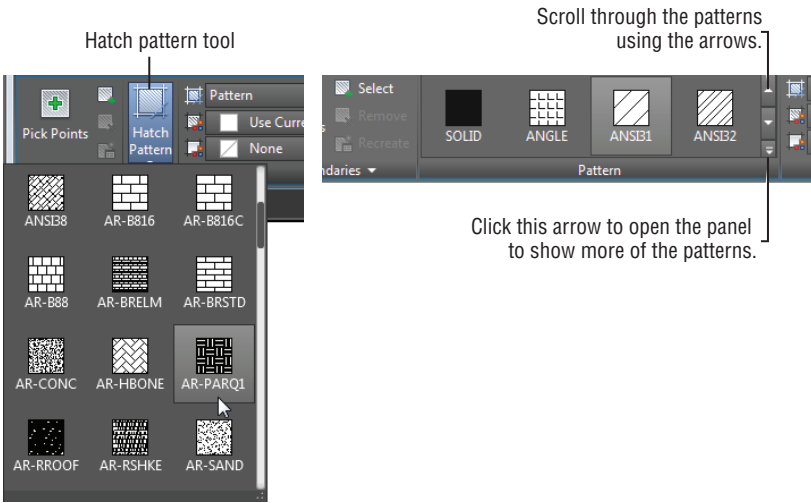 Hatch pattern tool
Pick Points
Hatch
Pattern
Pattern
Use Curre
None
ANSI38 AR-B816 AR-B816C
AR-B88 AR-BRELM AR-BRSTD
AR-CONC AR-HBONE AR-PARQ1
AR-RROOF AR-RSHKE AR-SAND
Scroll through the patterns
using the arrows.
Select
Remove
Recreate
s
ndaries
SOLID ANGLE ANSI31 ANSI32
Pattern
Click this arrow to open the panel
to show more of the patterns.